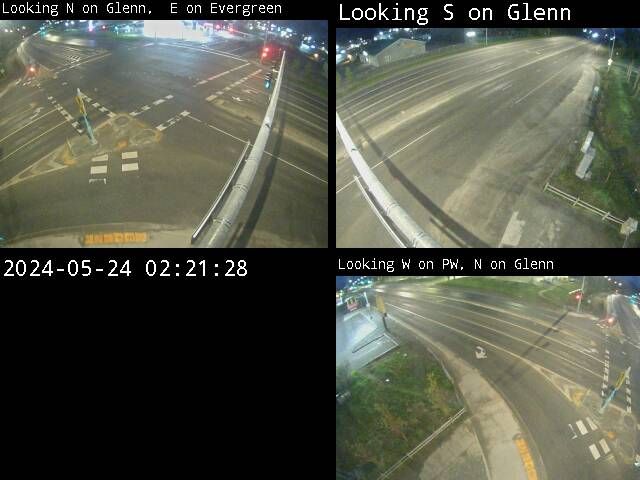 Looking N on Glenn, E on Evergreen
Looking S on Glenn
2024-05-24 02:21:28
Looking W on PW, N on Glenn